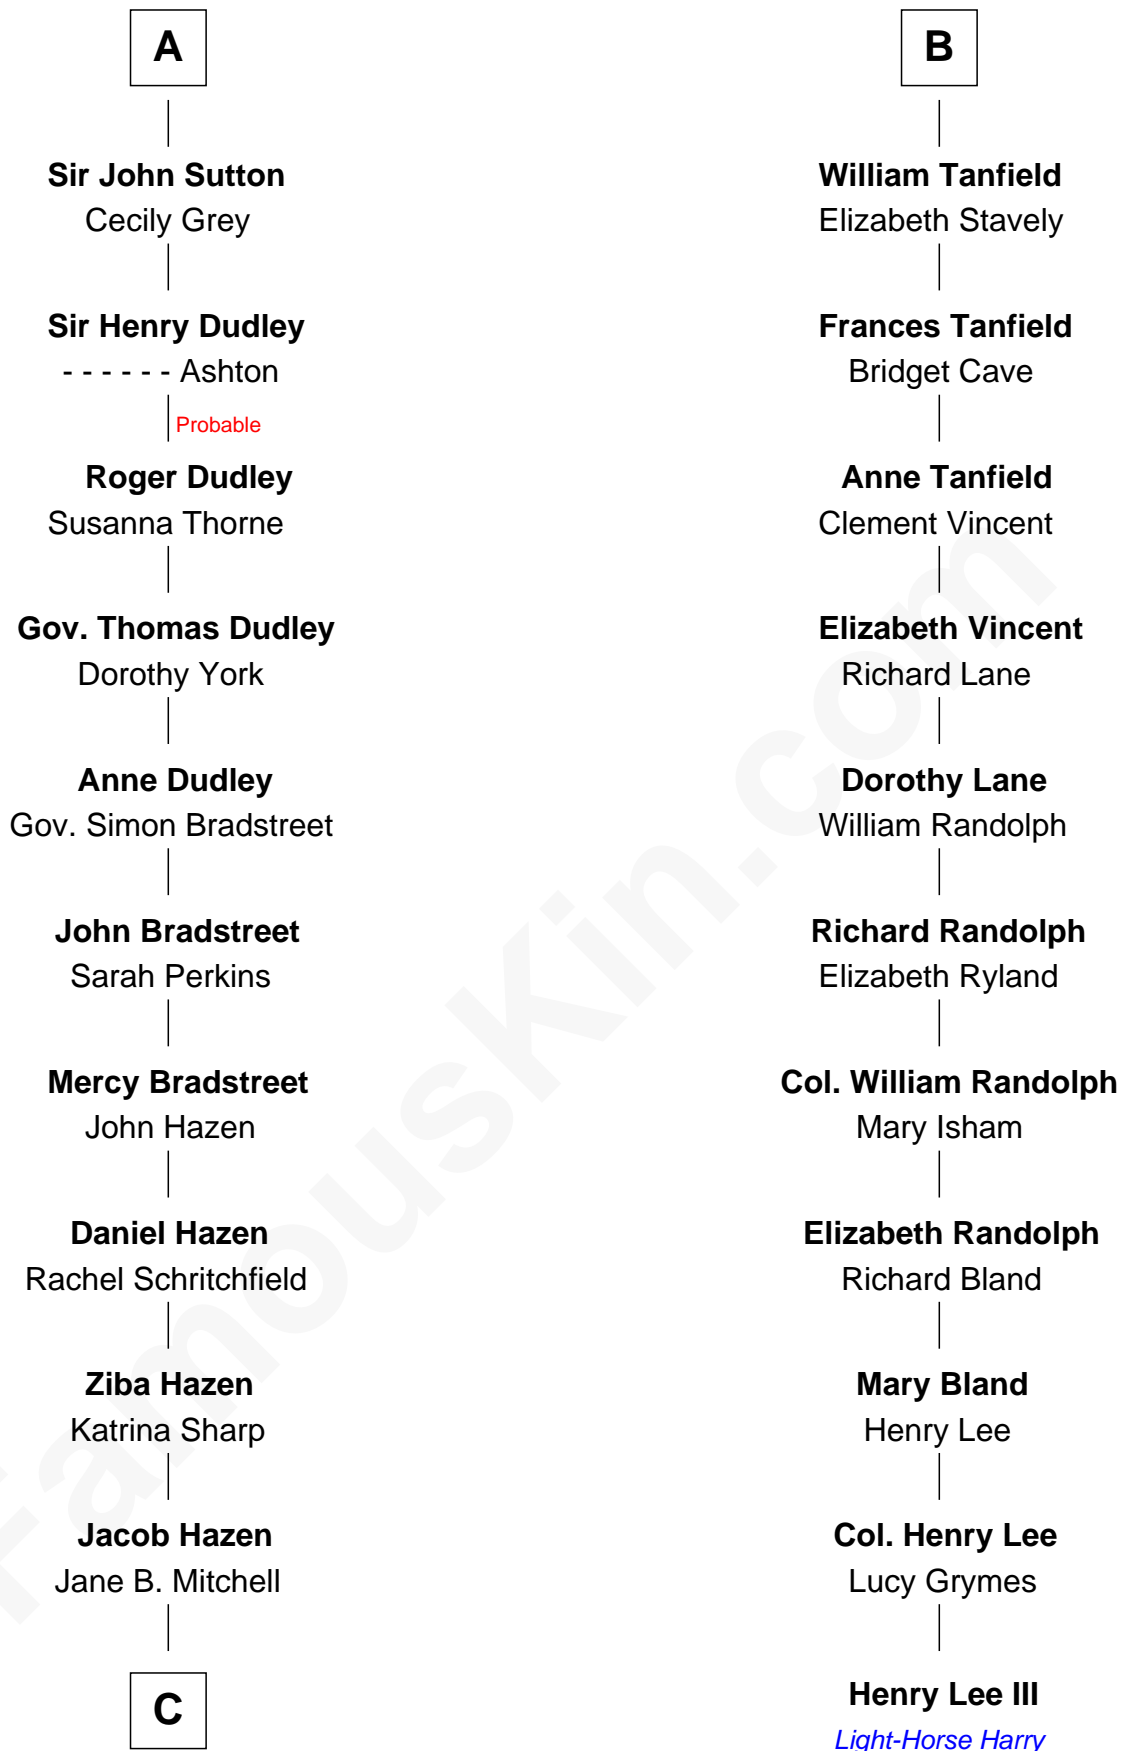 A
Sir John Sutton
Cecily Grey
Sir Henry Dudley
- - - - - - Ashton
Probable
Roger Dudley
Susanna Thorne
Gov. Thomas Dudley
Dorothy York
Anne Dudley
Gov. Simon Bradstreet
John Bradstreet
Sarah Perkins
Mercy Bradstreet
John Hazen
Daniel Hazen
Rachel Schritchfield
Ziba Hazen
Katrina Sharp
Jacob Hazen
Jane B. Mitchell
C
B
William Tanfield
Elizabeth Stavely
Frances Tanfield
Bridget Cave
Anne Tanfield
Clement Vincent
Elizabeth Vincent
Richard Lane
Dorothy Lane
William Randolph
Richard Randolph
Elizabeth Ryland
Col. William Randolph
Mary Isham
Elizabeth Randolph
Richard Bland
Mary Bland
Henry Lee
Col. Henry Lee
Lucy Grymes
Henry Lee III
Light-Horse Harry
FamousKin.com